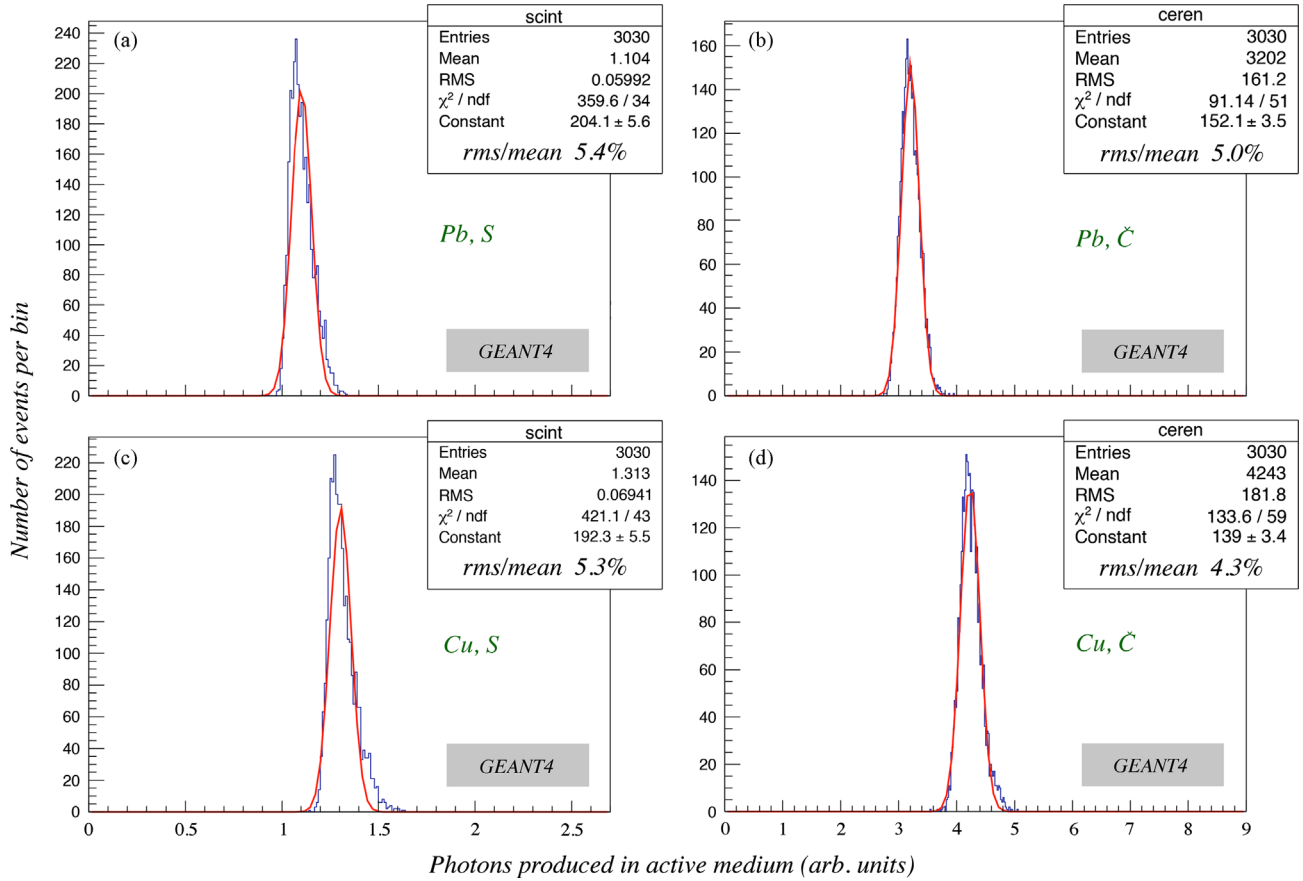 Number of events per bin
(a)
240
220
200
180
160
140
120
100
80
60
40
20
0
scint
Entries 3030
Mean 1.104
RMS 0.05992
χ² / ndf 359.6 / 34
Constant 204.1 ± 5.6
rms/mean 5.4%
Pb, S
GEANT4
(b)
160
140
120
100
80
60
40
20
0
ceren
Entries 3030
Mean 3202
RMS 161.2
χ² / ndf 91.14 / 51
Constant 152.1 ± 3.5
rms/mean 5.0%
Pb, Č
GEANT4
(c)
220
200
180
160
140
120
100
80
60
40
20
0
scint
Entries 3030
Mean 1.313
RMS 0.06941
χ² / ndf 421.1 / 43
Constant 192.3 ± 5.5
rms/mean 5.3%
Cu, S
GEANT4
0 0.5 1 1.5 2 2.5
(d)
140
120
100
80
60
40
20
0
ceren
Entries 3030
Mean 4243
RMS 181.8
χ² / ndf 133.6 / 59
Constant 139 ± 3.4
rms/mean 4.3%
Cu, Č
GEANT4
0 1 2 3 4 5 6 7 8 9
Photons produced in active medium (arb. units)